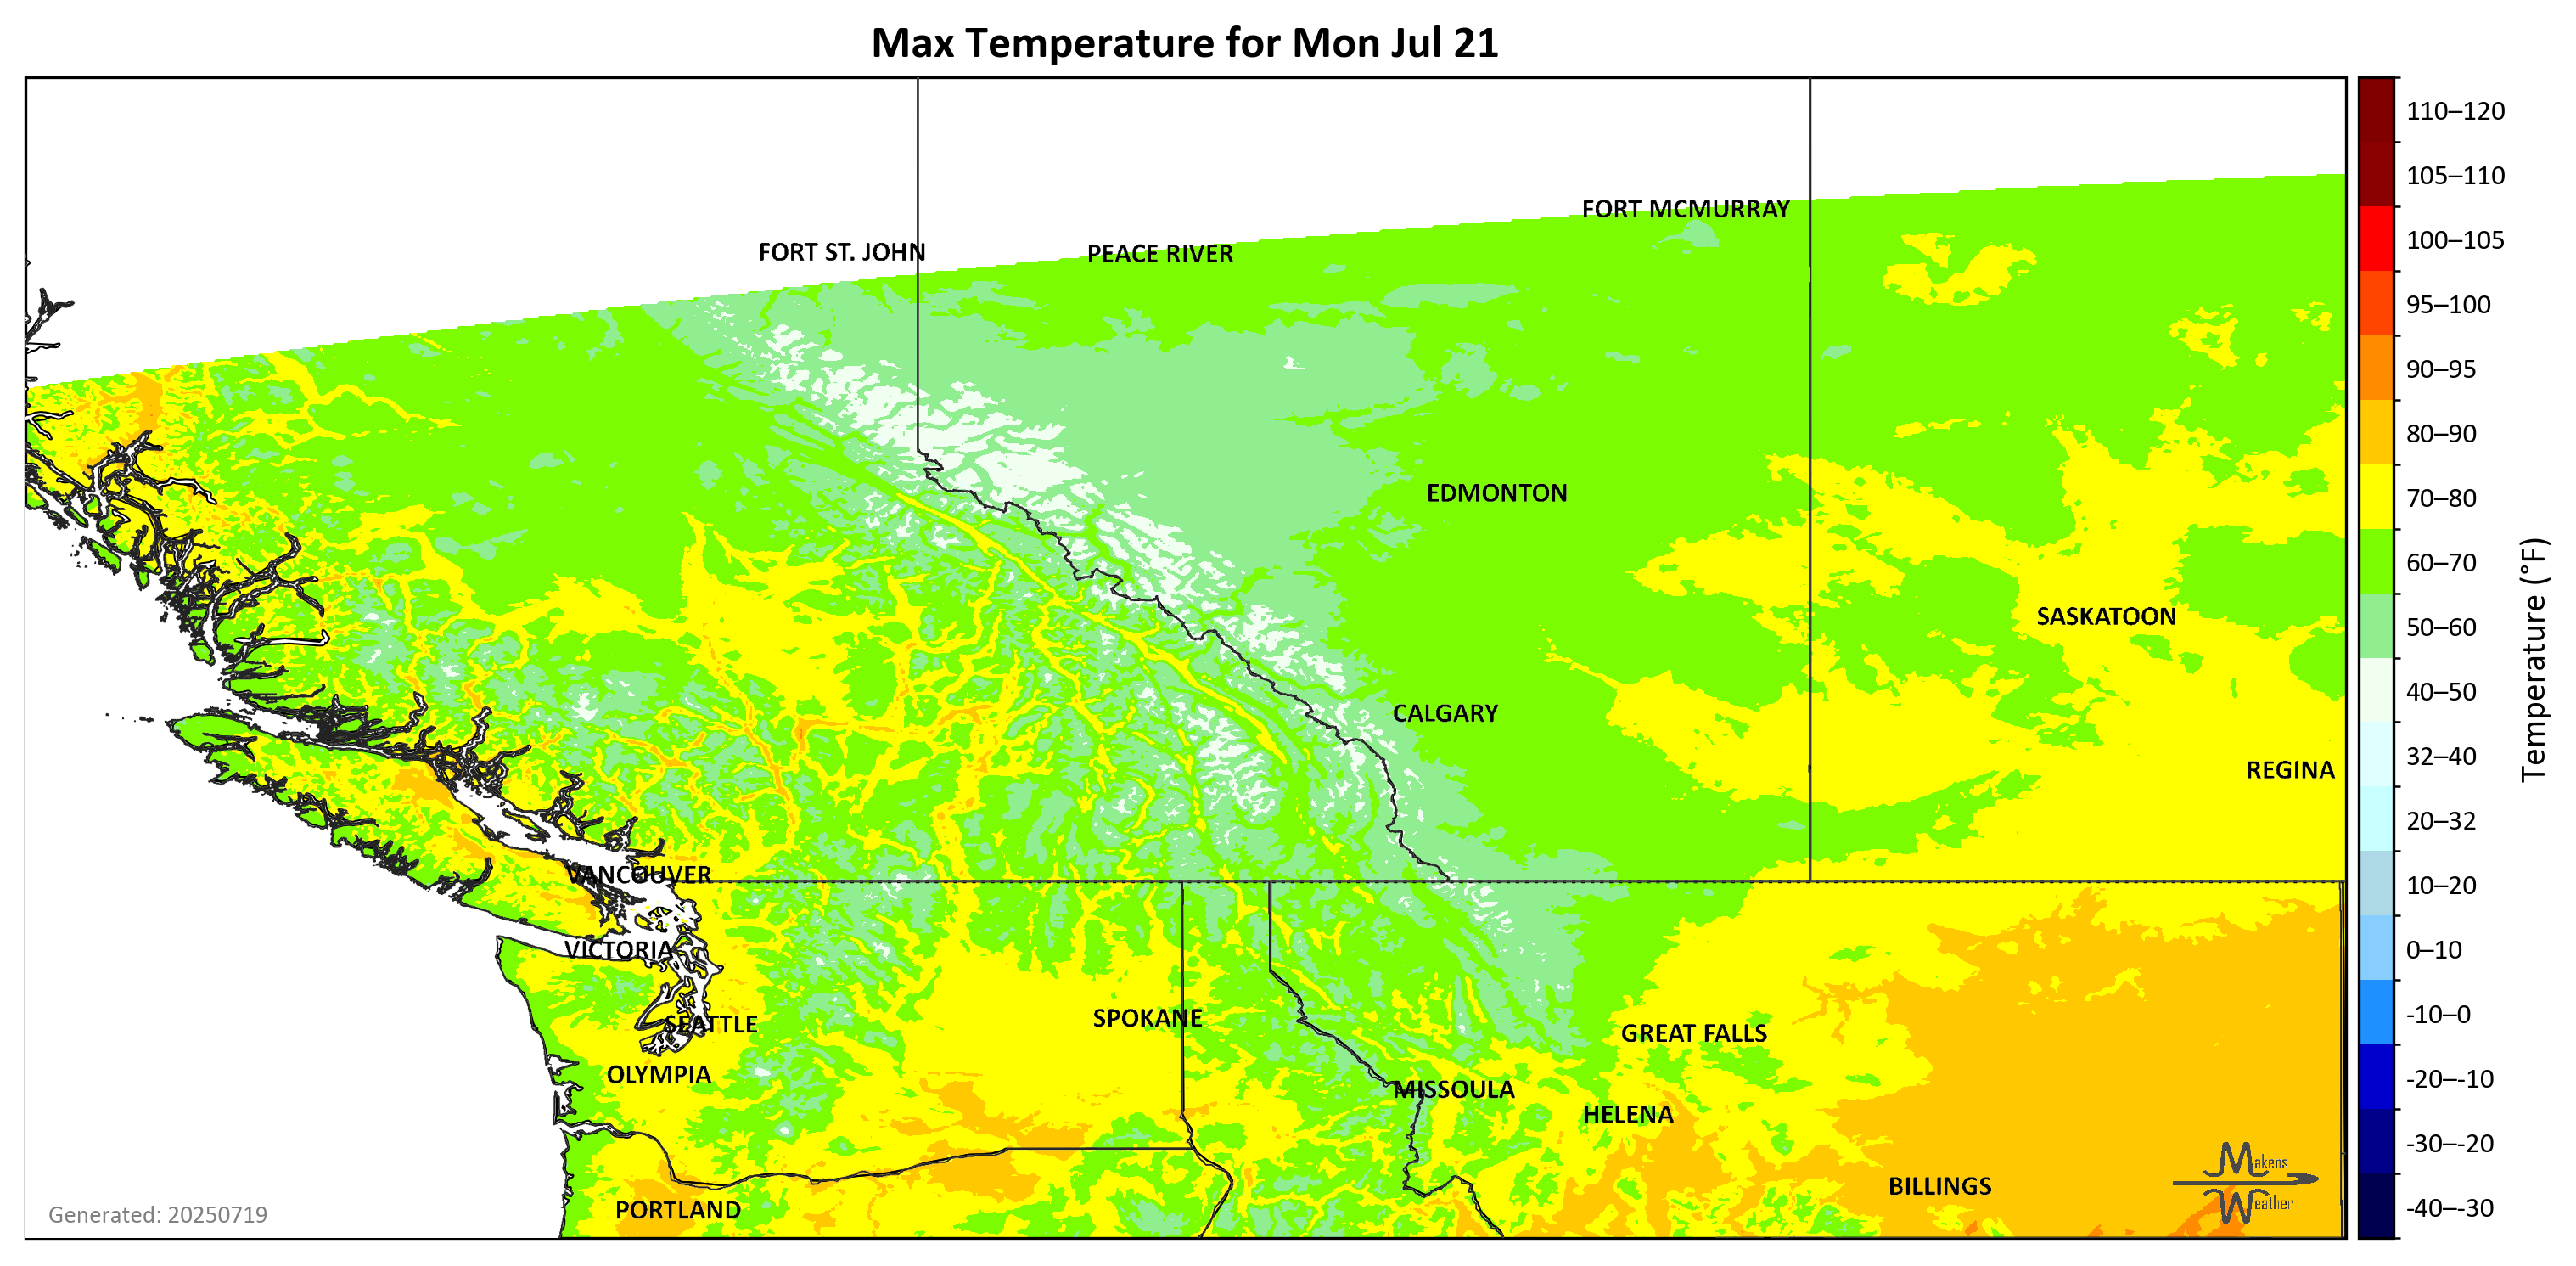 Max Temperature for Mon Jul 21
110–120
105–110
FORT MCMURRAY
100–105
FORT ST. JOHN
PEACE RIVER
95–100
90–95
80–90
EDMONTON
70–80
60–70
SASKATOON
50–60
CALGARY
40–50
REGINA
32–40
Temperature (°F)
20–32
VANCOUVER
10–20
VICTORIA
0–10
SPOKANE
-10–0
SEATTLE
GREAT FALLS
OLYMPIA
-20–-10
MISSOULA
HELENA
-30–-20
Makens
Weather
BILLINGS
PORTLAND
-40–-30
Generated: 20250719